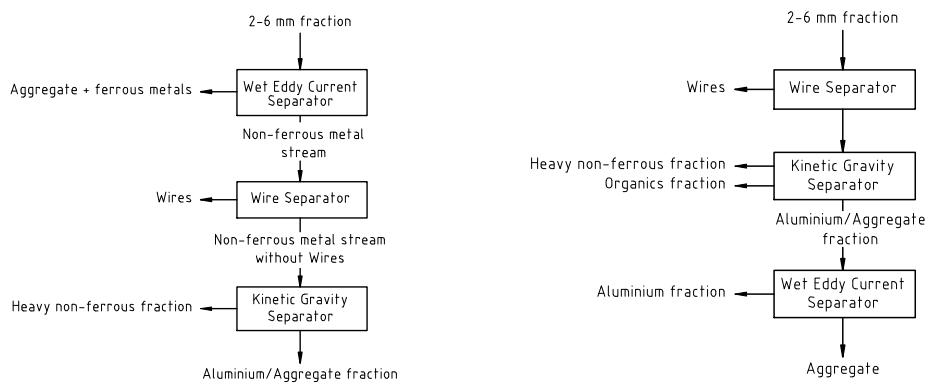 2-6 mm fraction
Aggregate + ferrous metals
Wet Eddy Current
Separator
Non-ferrous metal
stream
Wires
Wire Separator
Non-ferrous metal stream
without Wires
Heavy non-ferrous fraction
Kinetic Gravity
Separator
Aluminium/Aggregate fraction
2-6 mm fraction
Wires
Wire Separator
Heavy non-ferrous fraction
Organics fraction
Kinetic Gravity
Separator
Aluminium/Aggregate
fraction
Aluminium fraction
Wet Eddy Current
Separator
Aggregate